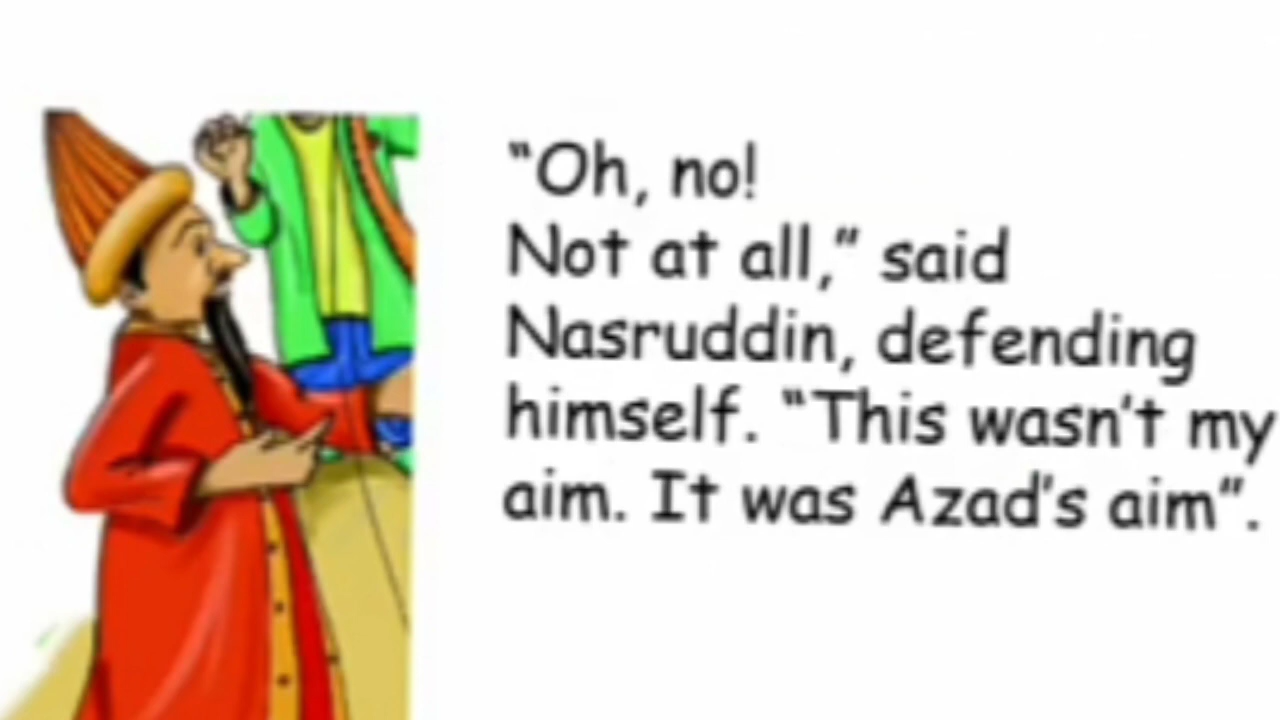 “Oh, no!
Not at all,” said
Nasruddin, defending
himself. “This wasn’t my
aim. It was Azad’s aim”.